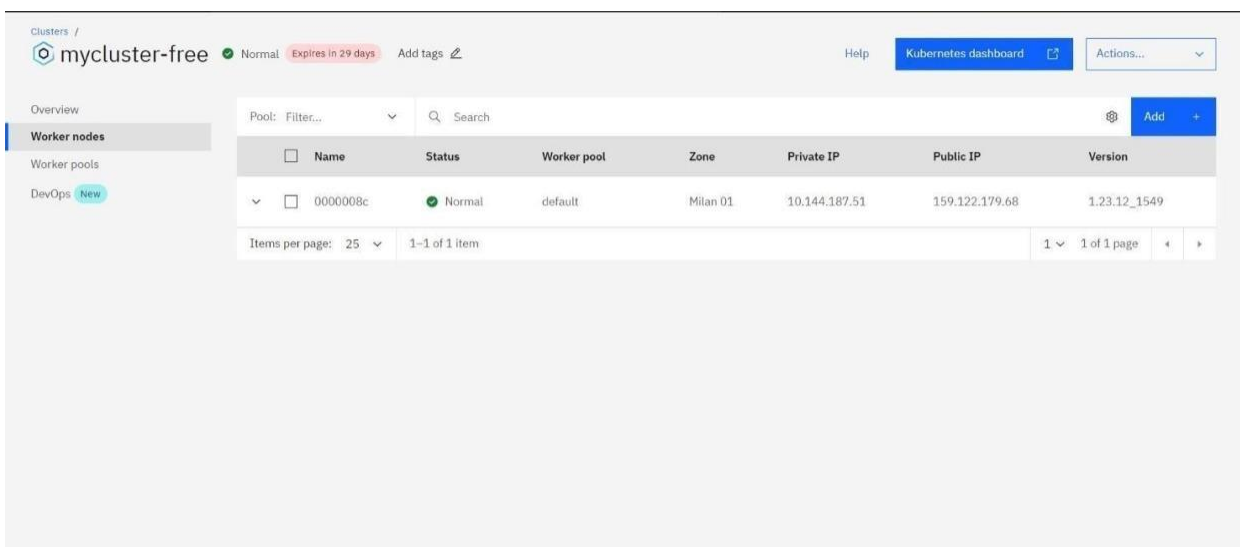 Clusters /
mycluster-free Normal Expires in 29 days Add tags Help Kubernetes dashboard Actions...
Overview
Worker nodes
Worker pools
DevOps New
Pool: Filter... Search Add +
Name Status Worker pool Zone Private IP Public IP Version
0000008c Normal default Milan 01 10.144.187.51 159.122.179.68 1.23.12_1549
Items per page: 25 1–1 of 1 item 1 1 of 1 page